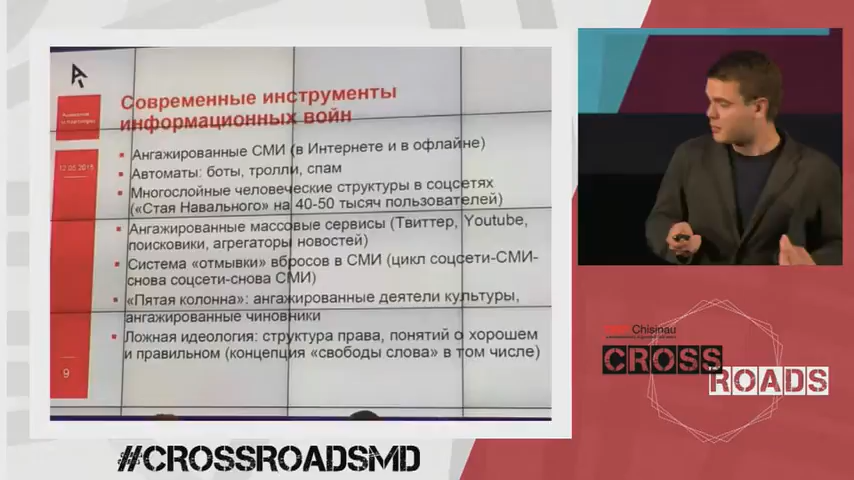 Современные инструменты
информационных войн
12.05.2015
Ангажированные СМИ (в Интернете и в офлайне)
Автоматы: боты, тролли, спам
Многослойные человеческие структуры в соцсетях
(«Стая Навального» на 40-50 тысяч пользователей)
Ангажированные массовые сервисы (Твиттер, Youtube,
поисковики, агрегаторы новостей)
Система «отмывки» вбросов в СМИ (цикл соцсети-СМИ-
снова соцсети-снова СМИ)
«Пятая колонна»: ангажированные деятели культуры,
ангажированные чиновники
Ложная идеология: структура права, понятий о хорошем
и правильном (концепция «свободы слова» в том числе)
9
Chisinau
CROSS
ROADS
#CROSSROADSMD